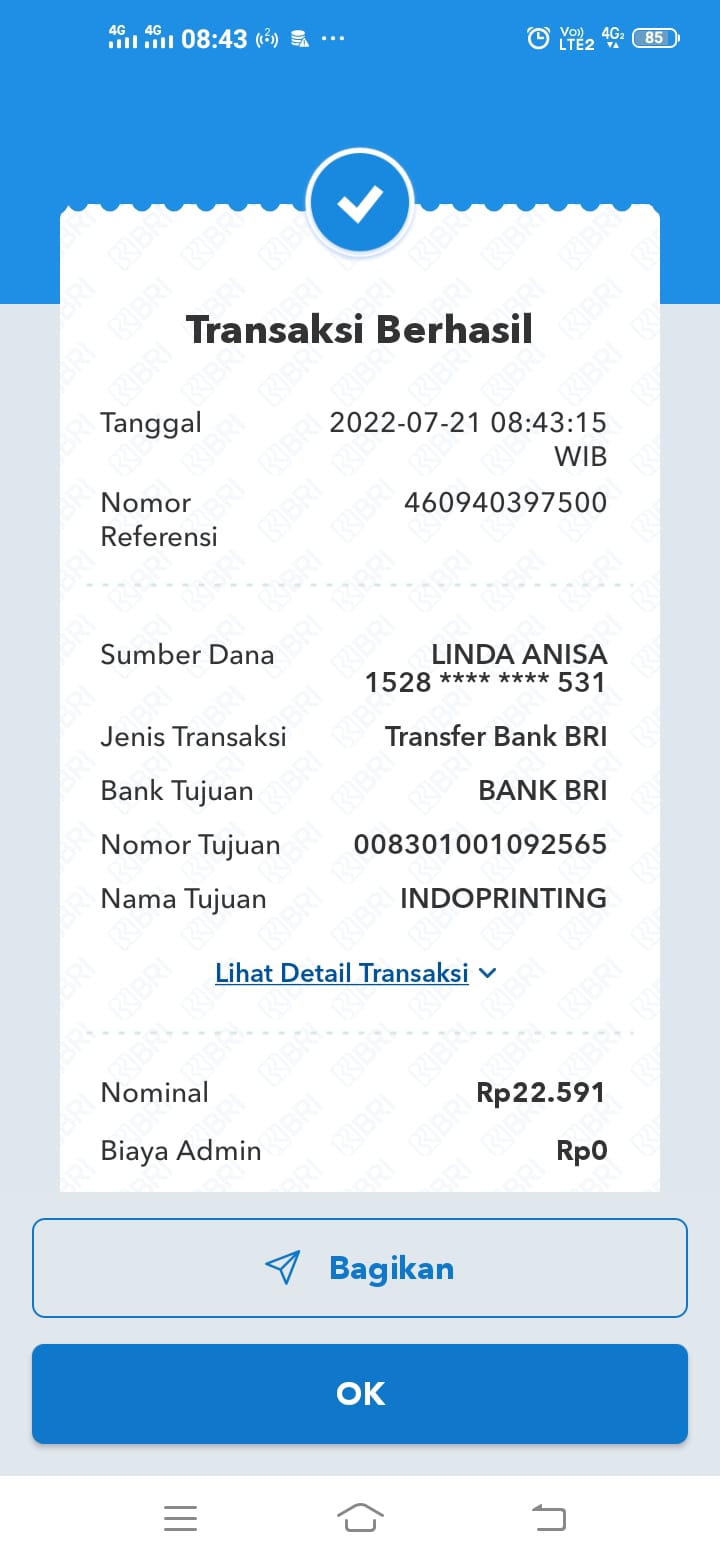 4G 4G 08:43 ... Vo)) LTE2 4G2 85
Transaksi Berhasil
Tanggal 2022-07-21 08:43:15
WIB
Nomor 460940397500
Referensi
Sumber Dana LINDA ANISA
1528 **** **** 531
Jenis Transaksi Transfer Bank BRI
Bank Tujuan BANK BRI
Nomor Tujuan 008301001092565
Nama Tujuan INDOPRINTING
Lihat Detail Transaksi
Nominal Rp22.591
Biaya Admin Rp0
Bagikan
OK